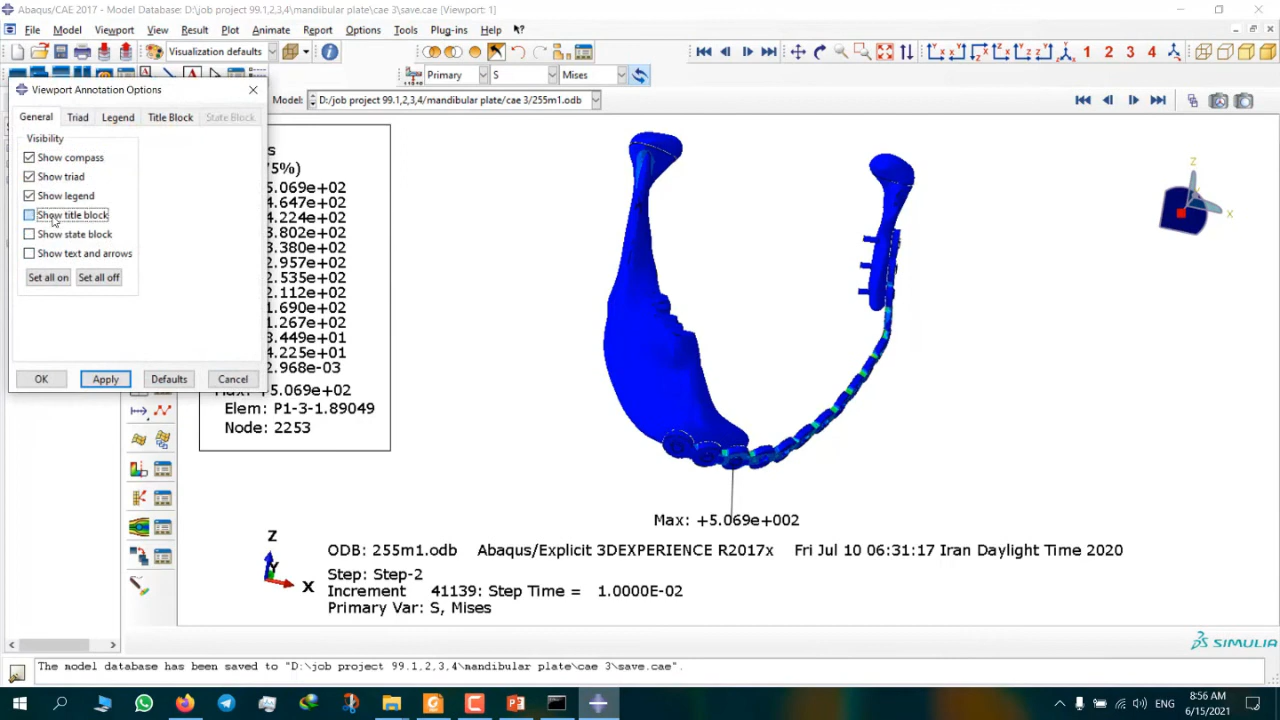 Abaqus/CAE 2017 - Model Database: D:\job project 99.1,2,3,4\mandibular plate\cae 3\save.cae [Viewport: 1]
File Model Viewport View Result Plot Animate Report Options Tools Plug-ins Help
Visualization defaults
1 2 3 4
Primary S Mises
Viewport Annotation Options
Model: D:/job project 99.1,2,3,4/mandibular plate/cae 3/255m1.odb
General Triad Legend Title Block State Block
Visibility
Show compass
Show triad
Show legend
Show title block
Show state block
Show text and arrows
Set all on Set all off
OK Apply Defaults Cancel
75%)
5.069e+02
4.647e+02
4.224e+02
3.802e+02
3.380e+02
2.957e+02
2.535e+02
2.112e+02
1.690e+02
1.267e+02
3.449e+01
4.225e+01
2.968e-03
Max: +5.069e+02
Elem: P1-3-1.89049
Node: 2253
Z
X
Max: +5.069e+002
Z
Y
X
ODB: 255m1.odb Abaqus/Explicit 3DEXPERIENCE R2017x Fri Jul 10 06:31:17 Iran Daylight Time 2020
Step: Step-2
Increment 41139: Step Time = 1.0000E-02
Primary Var: S, Mises
SIMULIA
The model database has been saved to "D:\job project 99.1,2,3,4\mandibular plate\cae 3\save.cae".
ENG
8:56 AM
6/15/2021